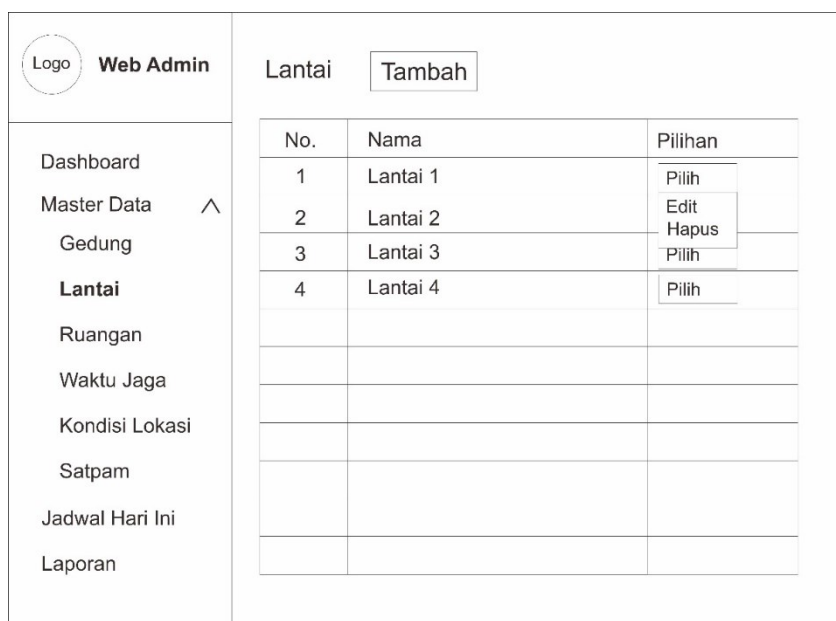 Logo
Web Admin
Dashboard
Master Data
Gedung
Lantai
Ruangan
Waktu Jaga
Kondisi Lokasi
Satpam
Jadwal Hari Ini
Laporan
Lantai Tambah
No. Nama Pilihan
1 Lantai 1 Pilih
Edit
2 Lantai 2
Hapus
3 Lantai 3 Pilih
4 Lantai 4 Pilih